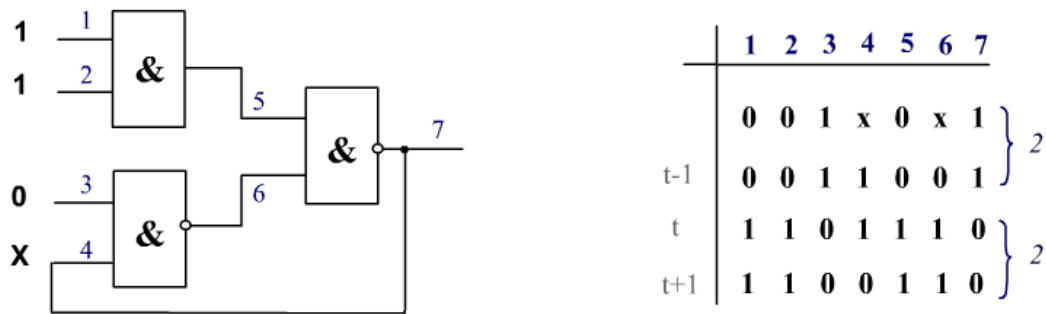 1 1
1 2 &
5
& 7
0 3
6
X 4 &
1 2 3 4 5 6 7
0 0 1 x 0 x 1
2
t-1 0 0 1 1 0 0 1
t 1 1 0 1 1 1 0
2
t+1 1 1 0 0 1 1 0